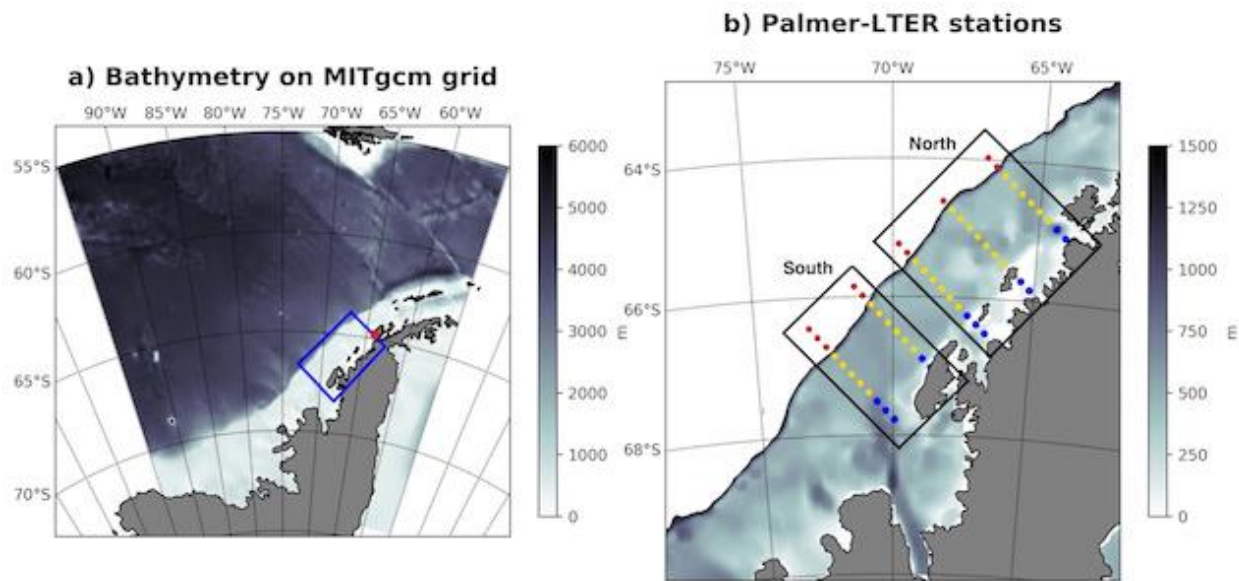 b) Palmer-LTER stations
a) Bathymetry on MITgcm grid
75°W 70°W 65°W
90°W 85°W 80°W 75°W 70°W 65°W 60°W
55°S
60°S
65°S
70°S
6000
5000
4000
3000
2000
1000
0
m
North
South
64°S
66°S
68°S
1500
1250
1000
750
500
250
0
m